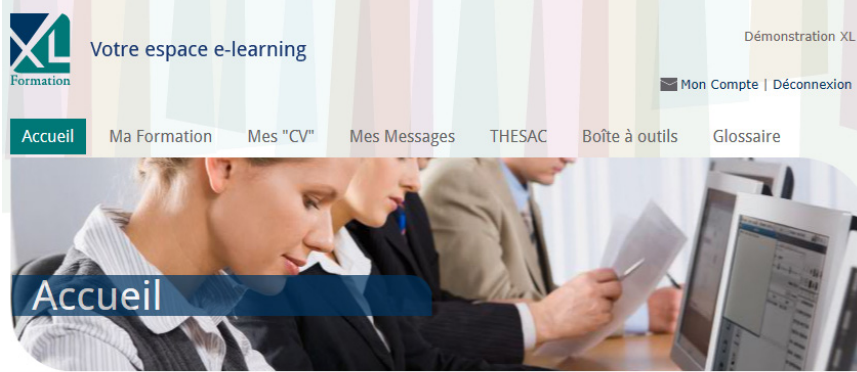 XL
Formation
Votre espace e-learning
Démonstration XL
Mon Compte | Déconnexion
Accueil
Ma Formation
Mes "CV"
Mes Messages
THESAC
Boîte à outils
Glossaire
Accueil